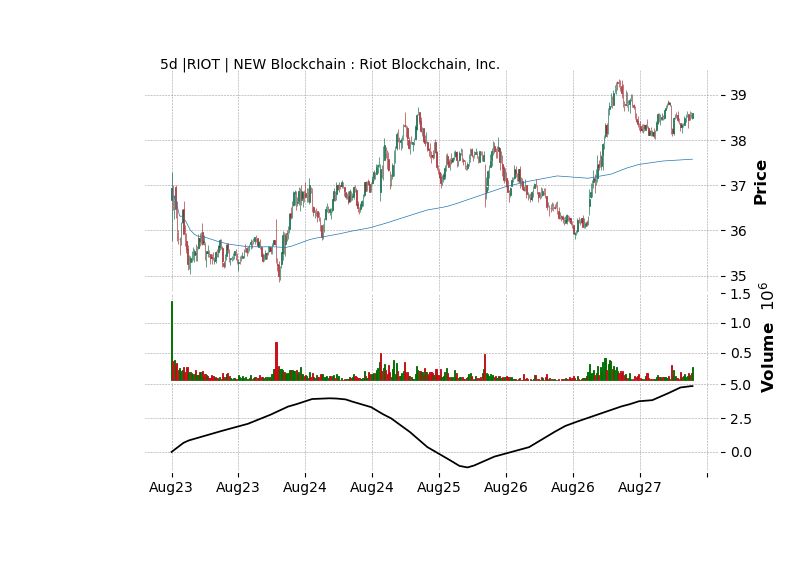 5d |RIOT | NEW Blockchain : Riot Blockchain, Inc.
39
38
37
36
35
Price
1.5
1.0
0.5
Volume 10^6
5.0
2.5
0.0
Aug23 Aug23 Aug24 Aug24 Aug25 Aug26 Aug26 Aug27